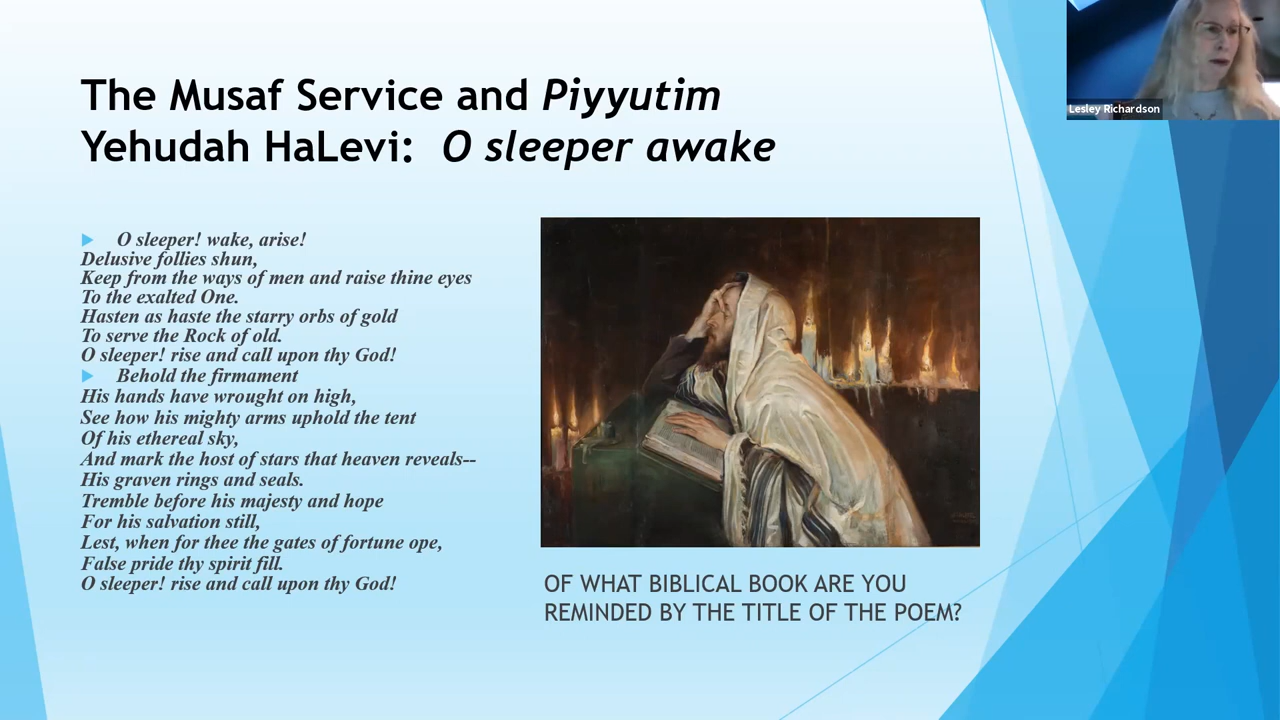 The Musaf Service and Piyyutim
Yehudah HaLevi: O sleeper awake
O sleeper! wake, arise!
Delusive follies shun,
Keep from the ways of men and raise thine eyes
To the exalted One.
Hasten as haste the starry orbs of gold
To serve the Rock of old.
O sleeper! rise and call upon thy God!
Behold the firmament
His hands have wrought on high,
See how his mighty arms uphold the tent
Of his ethereal sky,
And mark the host of stars that heaven reveals--
His graven rings and seals.
Tremble before his majesty and hope
For his salvation still,
Lest, when for thee the gates of fortune ope,
False pride thy spirit fill.
O sleeper! rise and call upon thy God!
OF WHAT BIBLICAL BOOK ARE YOU
REMINDED BY THE TITLE OF THE POEM?
Lesley Richardson